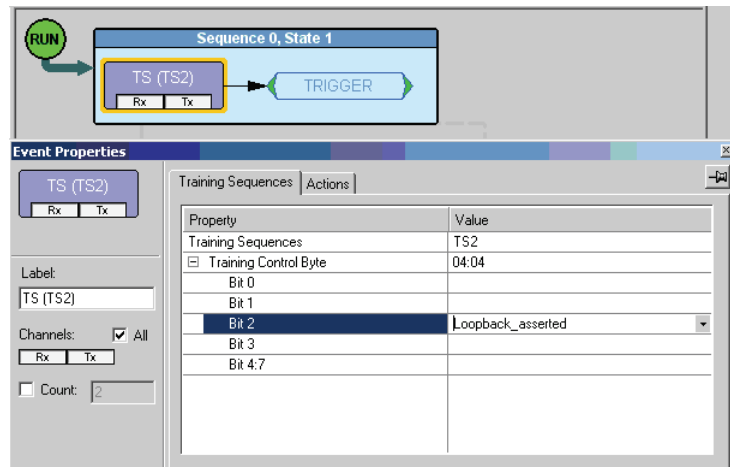 RUN
Sequence 0, State 1
TS (TS2)
Rx Tx
TRIGGER
Event Properties
TS (TS2)
Rx Tx
Label:
TS (TS2)
Channels: All
Rx Tx
Count: 2
Training Sequences Actions
Property Value
Training Sequences TS2
Training Control Byte 04:04
Bit 0
Bit 1
Bit 2 Loopback_asserted
Bit 3
Bit 4:7